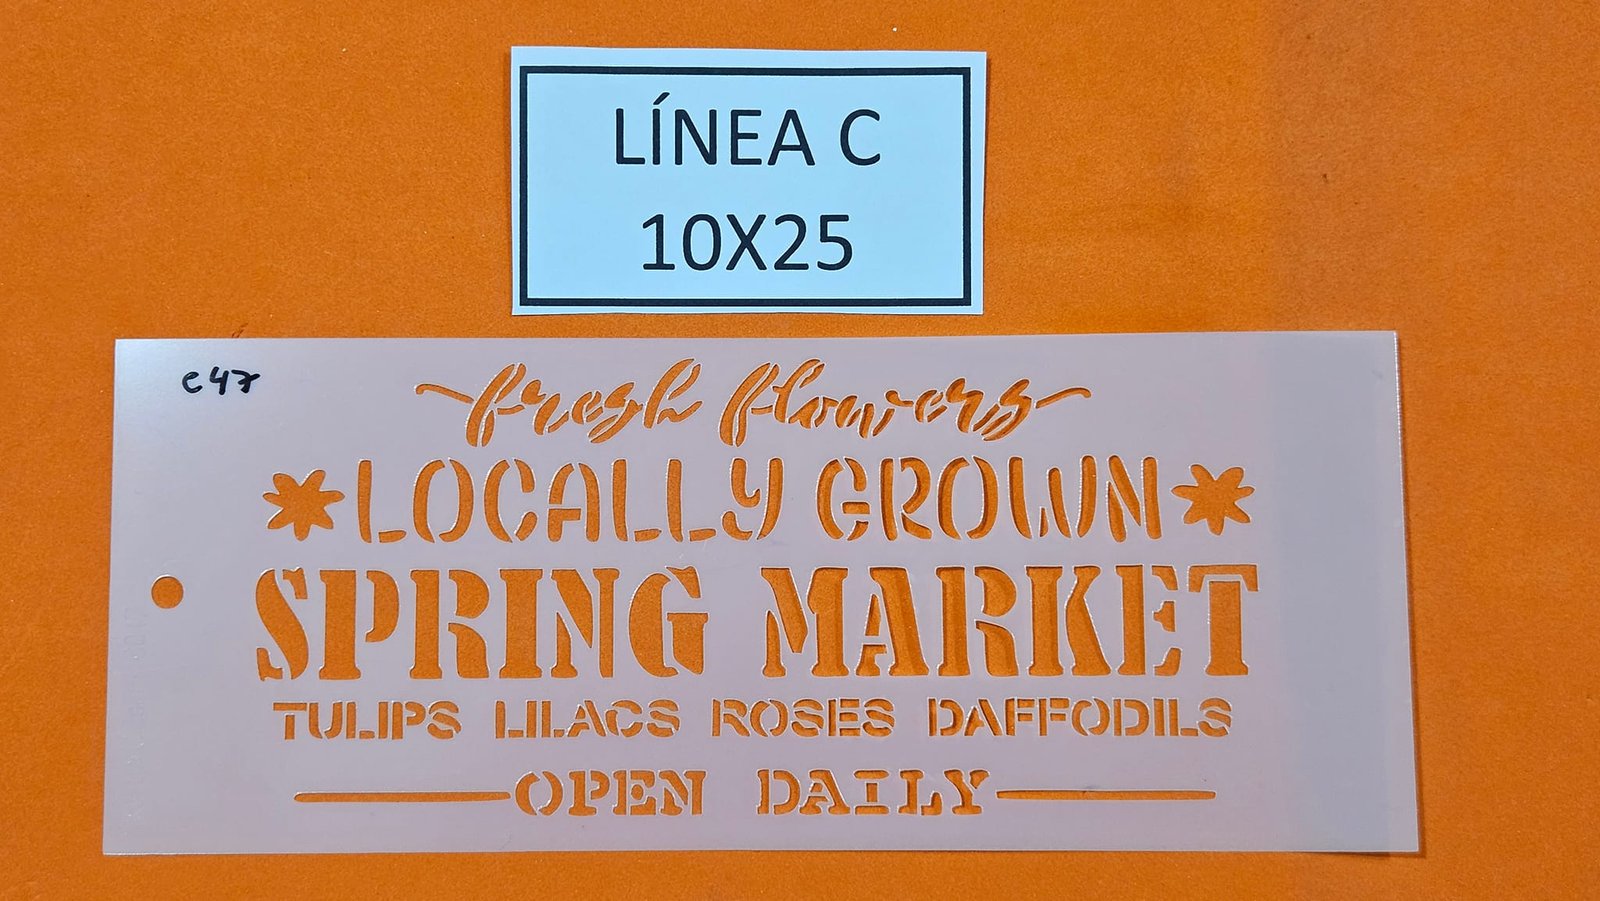 LÍNEA C
10X25
C47
fresh flowers
LOCALLY GROWN
SPRING MARKET
TULIPS LILACS ROSES DAFFODILS
OPEN DAILY